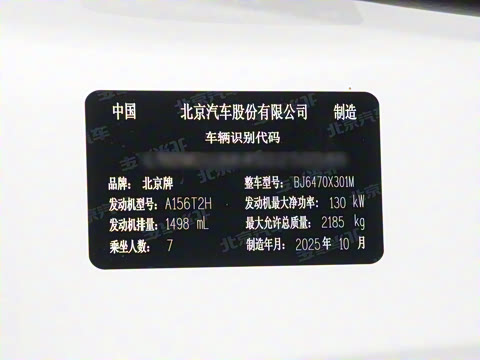 中国 北京汽车股份有限公司 制造
车辆识别代码
品牌: 北京牌 整车型号: BJ6470X301M
发动机型号: A156T2H 发动机最大净功率: 130 kW
发动机排量: 1498 mL 最大允许总质量: 2185 kg
乘坐人数: 7 制造年月: 2025年 10 月